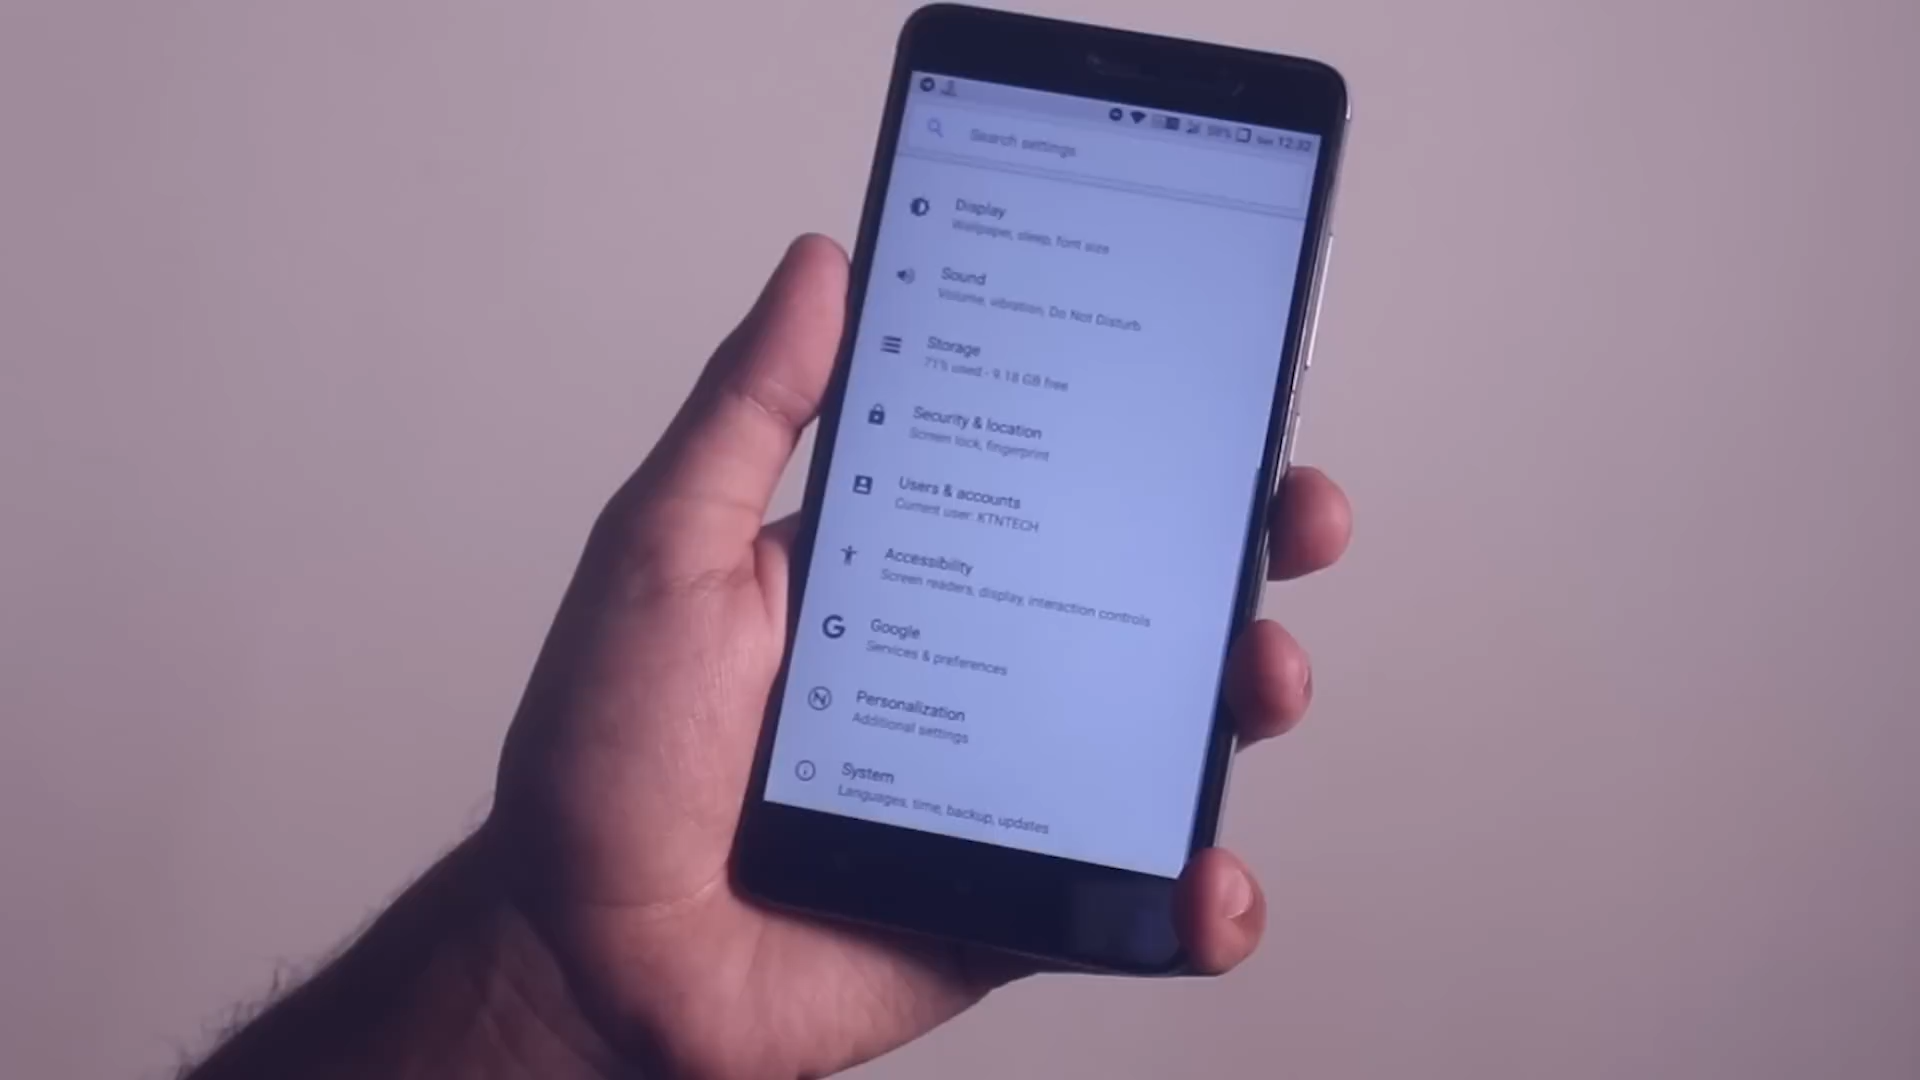 12:32
Search settings
Display
Wallpaper, sleep, font size
Sound
Volume, vibration, Do Not Disturb
Storage
71% used - 9.18 GB free
Security & location
Screen lock, fingerprint
Users & accounts
Current user: KTNTECH
Accessibility
Screen readers, display, interaction controls
Google
Services & preferences
Personalization
Additional settings
System
Languages, time, backup, updates